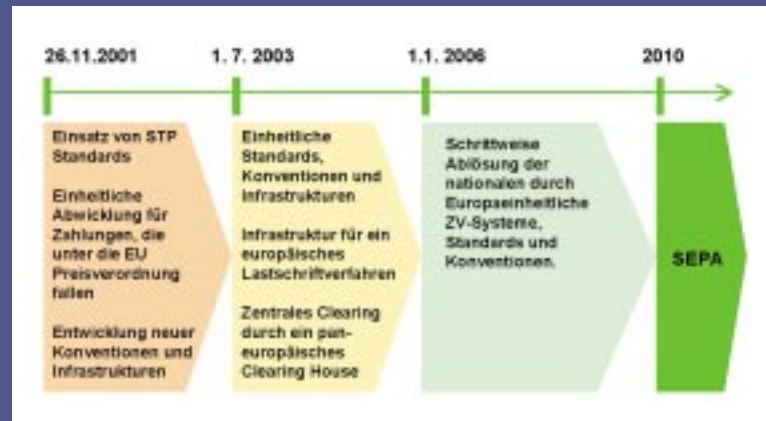 26.11.2001
1. 7. 2003
1.1. 2006
2010
Einsatz von STP
Standards
Einheitliche
Abwicklung für
Zahlungen, die
unter die EU
Preisverordnung
fallen
Entwicklung neuer
Konventionen und
Infrastrukturen
Einheitliche
Standards,
Konventionen und
Infrastrukturen
Infrastruktur für ein
europäisches
Lastschriftverfahren
Zentrales Clearing
durch ein pan-
europäisches
Clearing House
Schrittweise
Ablösung der
nationalen durch
Europaeinheitliche
ZV-Systeme,
Standards und
Konventionen.
SEPA